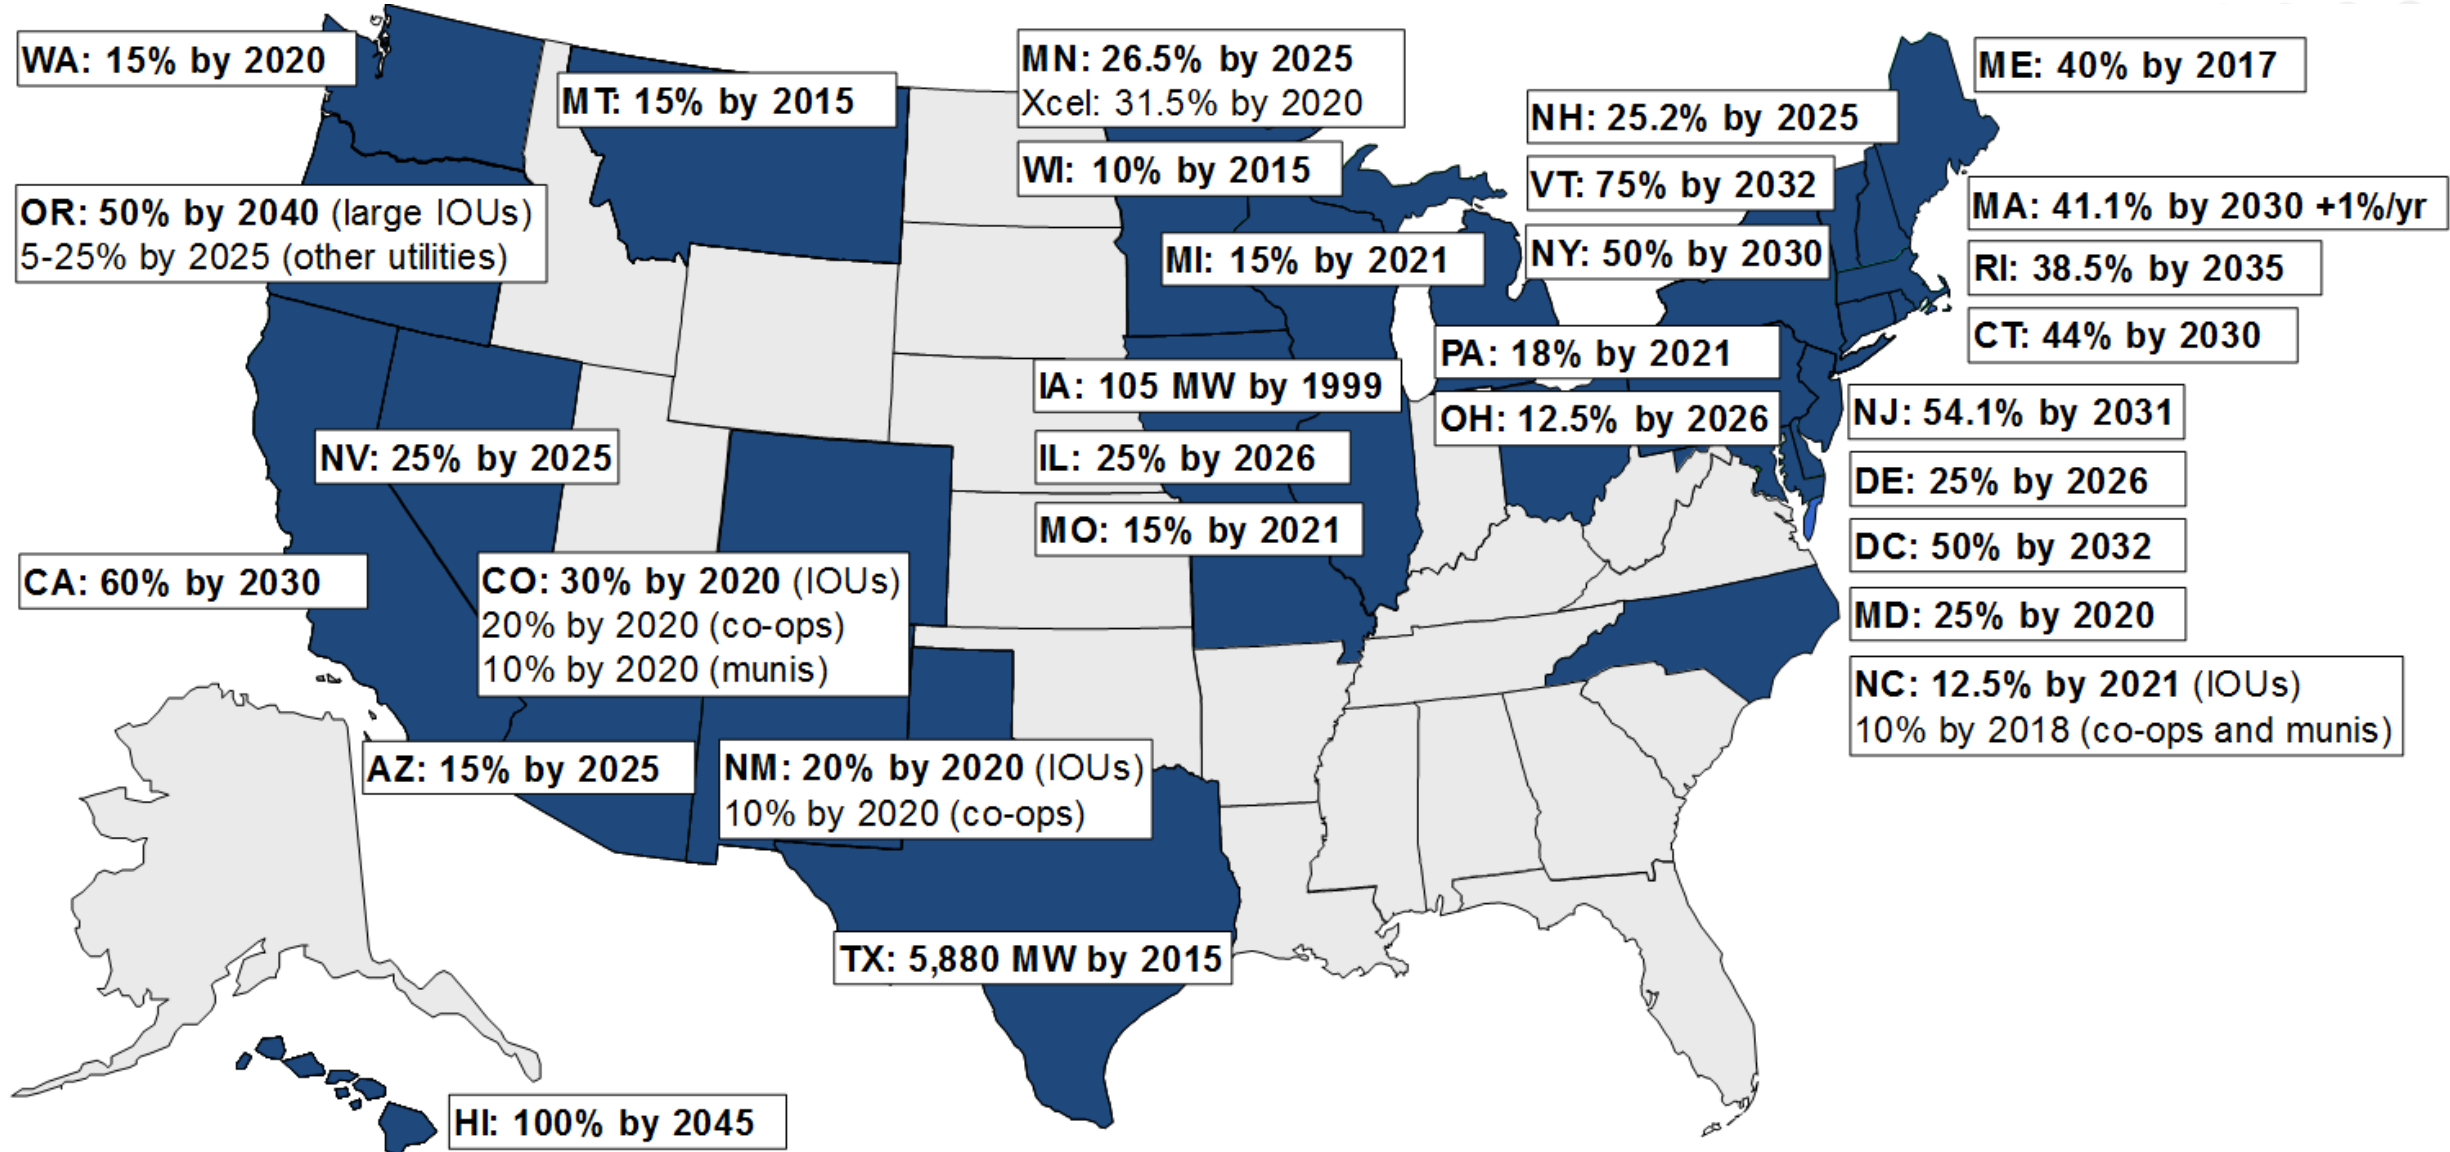 WA: 15% by 2020
MT: 15% by 2015
MN: 26.5% by 2025
Xcel: 31.5% by 2020
ME: 40% by 2017
NH: 25.2% by 2025
WI: 10% by 2015
VT: 75% by 2032
OR: 50% by 2040 (large IOUs)
5-25% by 2025 (other utilities)
MA: 41.1% by 2030 +1%/yr
MI: 15% by 2021
NY: 50% by 2030
RI: 38.5% by 2035
CT: 44% by 2030
PA: 18% by 2021
IA: 105 MW by 1999
OH: 12.5% by 2026
NJ: 54.1% by 2031
NV: 25% by 2025
IL: 25% by 2026
DE: 25% by 2026
MO: 15% by 2021
DC: 50% by 2032
CA: 60% by 2030
CO: 30% by 2020 (IOUs)
20% by 2020 (co-ops)
10% by 2020 (munis)
MD: 25% by 2020
NC: 12.5% by 2021 (IOUs)
10% by 2018 (co-ops and munis)
AZ: 15% by 2025
NM: 20% by 2020 (IOUs)
10% by 2020 (co-ops)
TX: 5,880 MW by 2015
HI: 100% by 2045